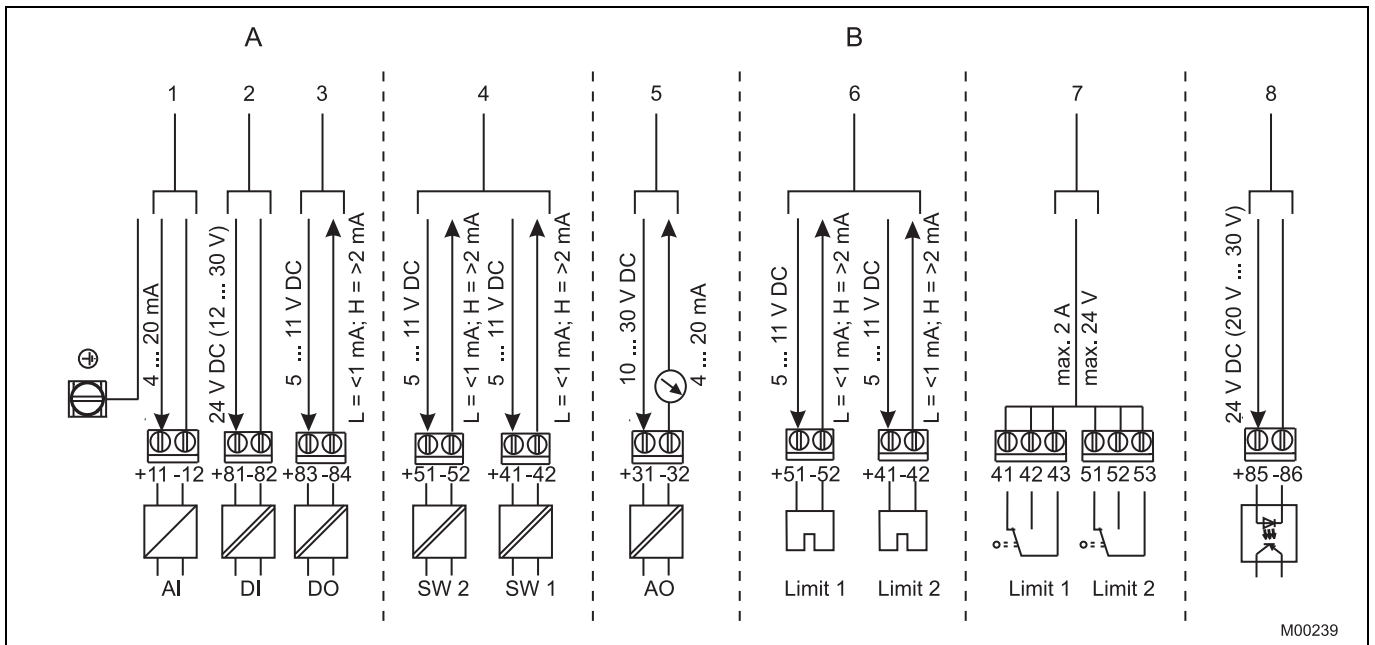 A B
1 2 3 4 5 6 7 8
4 ... 20 mA
24 V DC (12 ... 30 V)
5 ... 11 V DC
L = <1 mA; H = >2 mA
5 ... 11 V DC
L = <1 mA; H = >2 mA
5 ... 11 V DC
L = <1 mA; H = >2 mA
10 ... 30 V DC
4 ... 20 mA
5 ... 11 V DC
L = <1 mA; H = >2 mA
5 ... 11 V DC
L = <1 mA; H = >2 mA
max. 2 A
max. 24 V
24 V DC (20 V ... 30 V)
+11 -12 +81-82 +83 -84 +51-52 +41-42 +31 -32 +51-52 +41-42 41 42 43 51 52 53 +85 -86
AI DI DO SW 2 SW 1 AO Limit 1 Limit 2 Limit 1 Limit 2
M00239